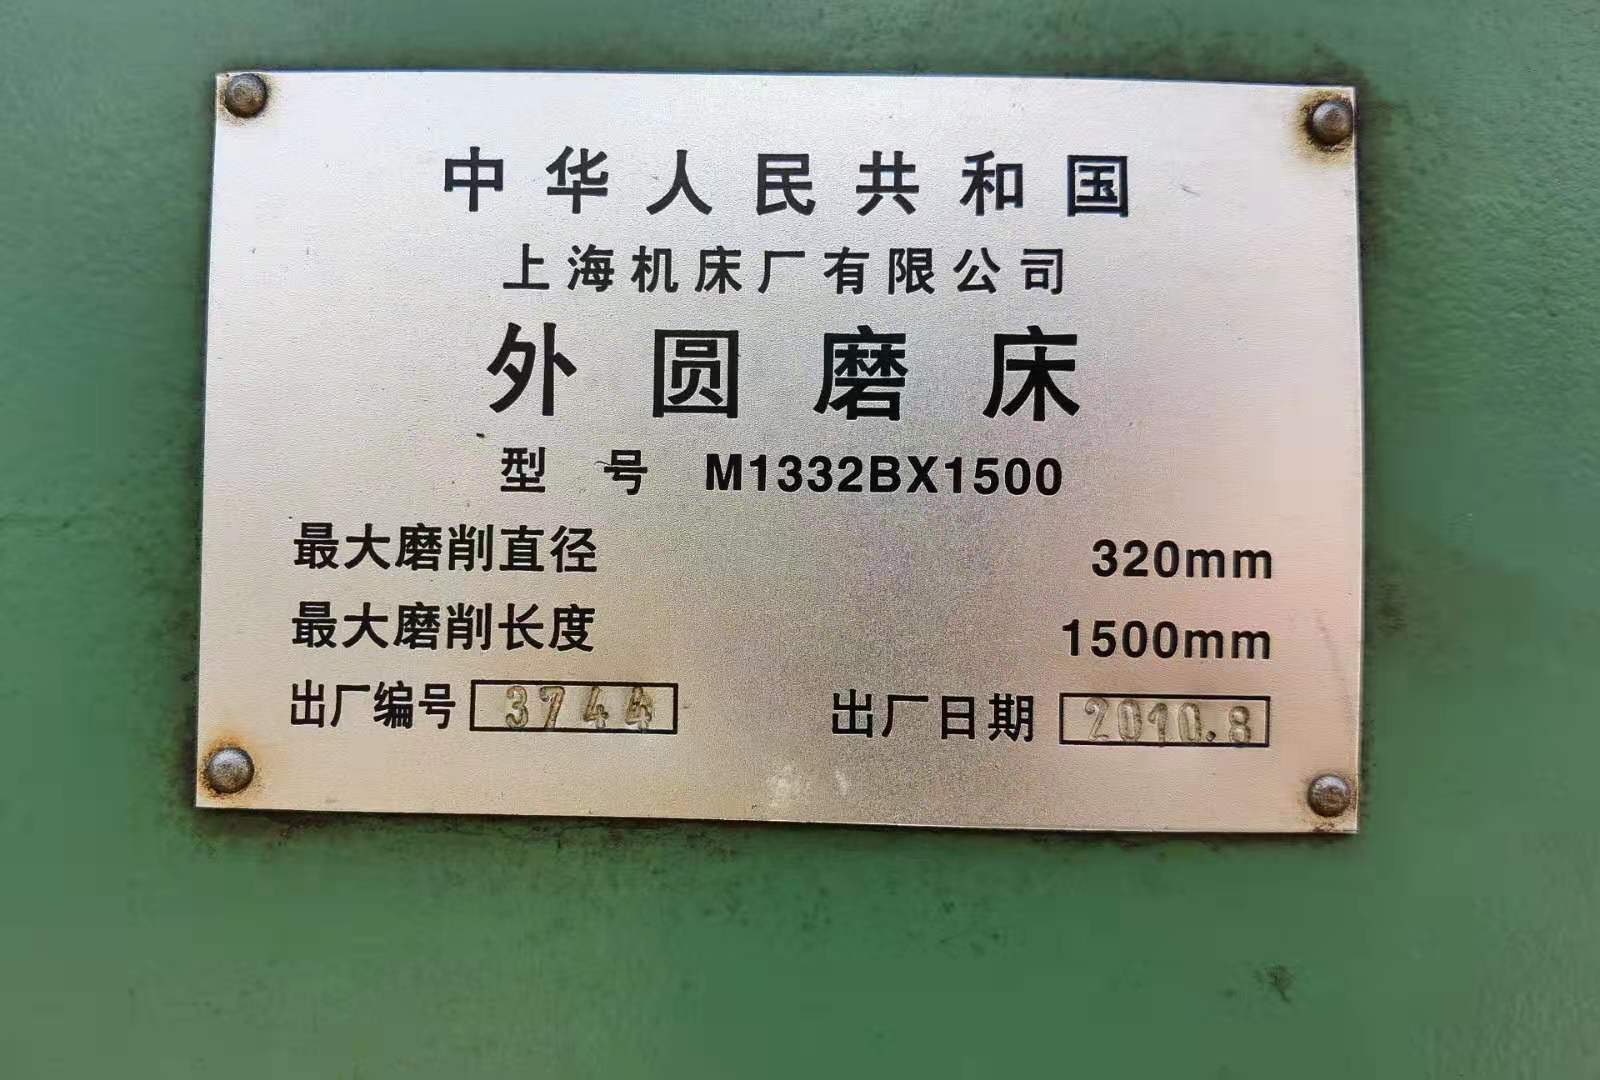 中华人民共和国
上海机床厂有限公司
外圆磨床
型号 M1332BX1500
最大磨削直径 320mm
最大磨削长度 1500mm
出厂编号 3744 出厂日期 2010.8